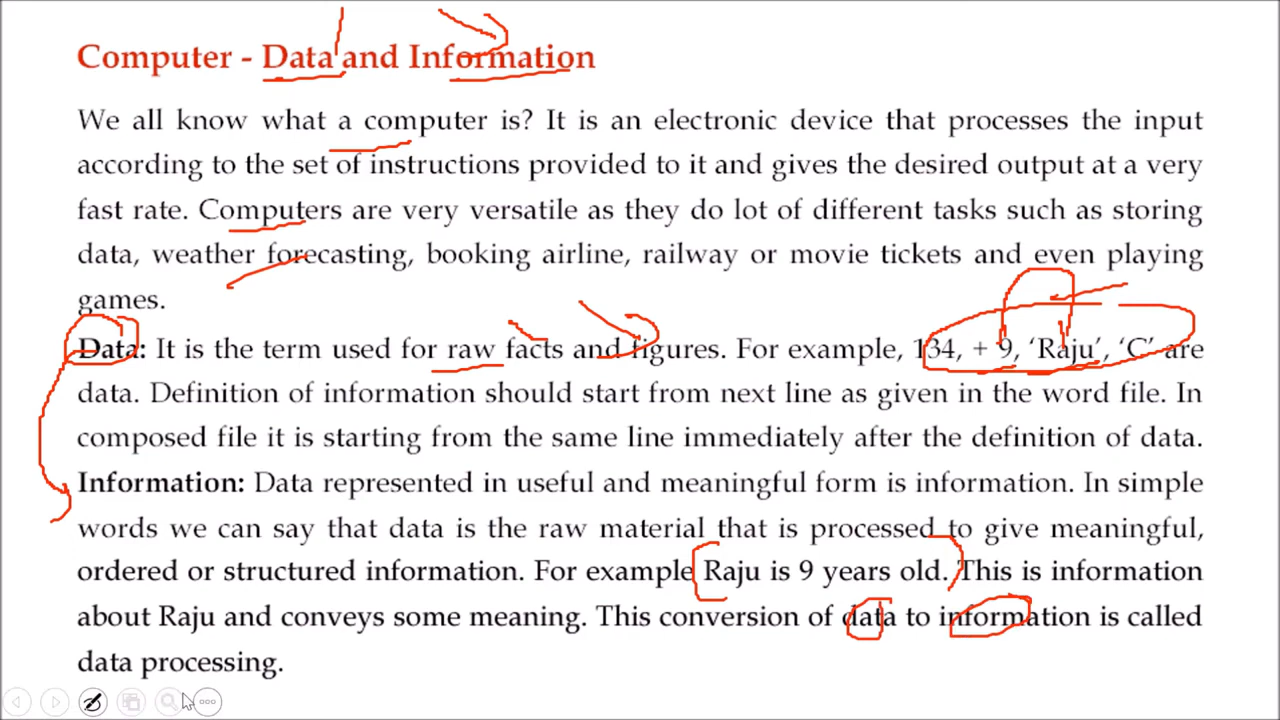 Computer - Data and Information
We all know what a computer is? It is an electronic device that processes the input
according to the set of instructions provided to it and gives the desired output at a very
fast rate. Computers are very versatile as they do lot of different tasks such as storing
data, weather forecasting, booking airline, railway or movie tickets and even playing
games.
Data: It is the term used for raw facts and figures. For example, 134, + 9, ‘Raju’, ‘C’ are
data. Definition of information should start from next line as given in the word file. In
composed file it is starting from the same line immediately after the definition of data.
Information: Data represented in useful and meaningful form is information. In simple
words we can say that data is the raw material that is processed to give meaningful,
ordered or structured information. For example Raju is 9 years old. This is information
about Raju and conveys some meaning. This conversion of data to information is called
data processing.